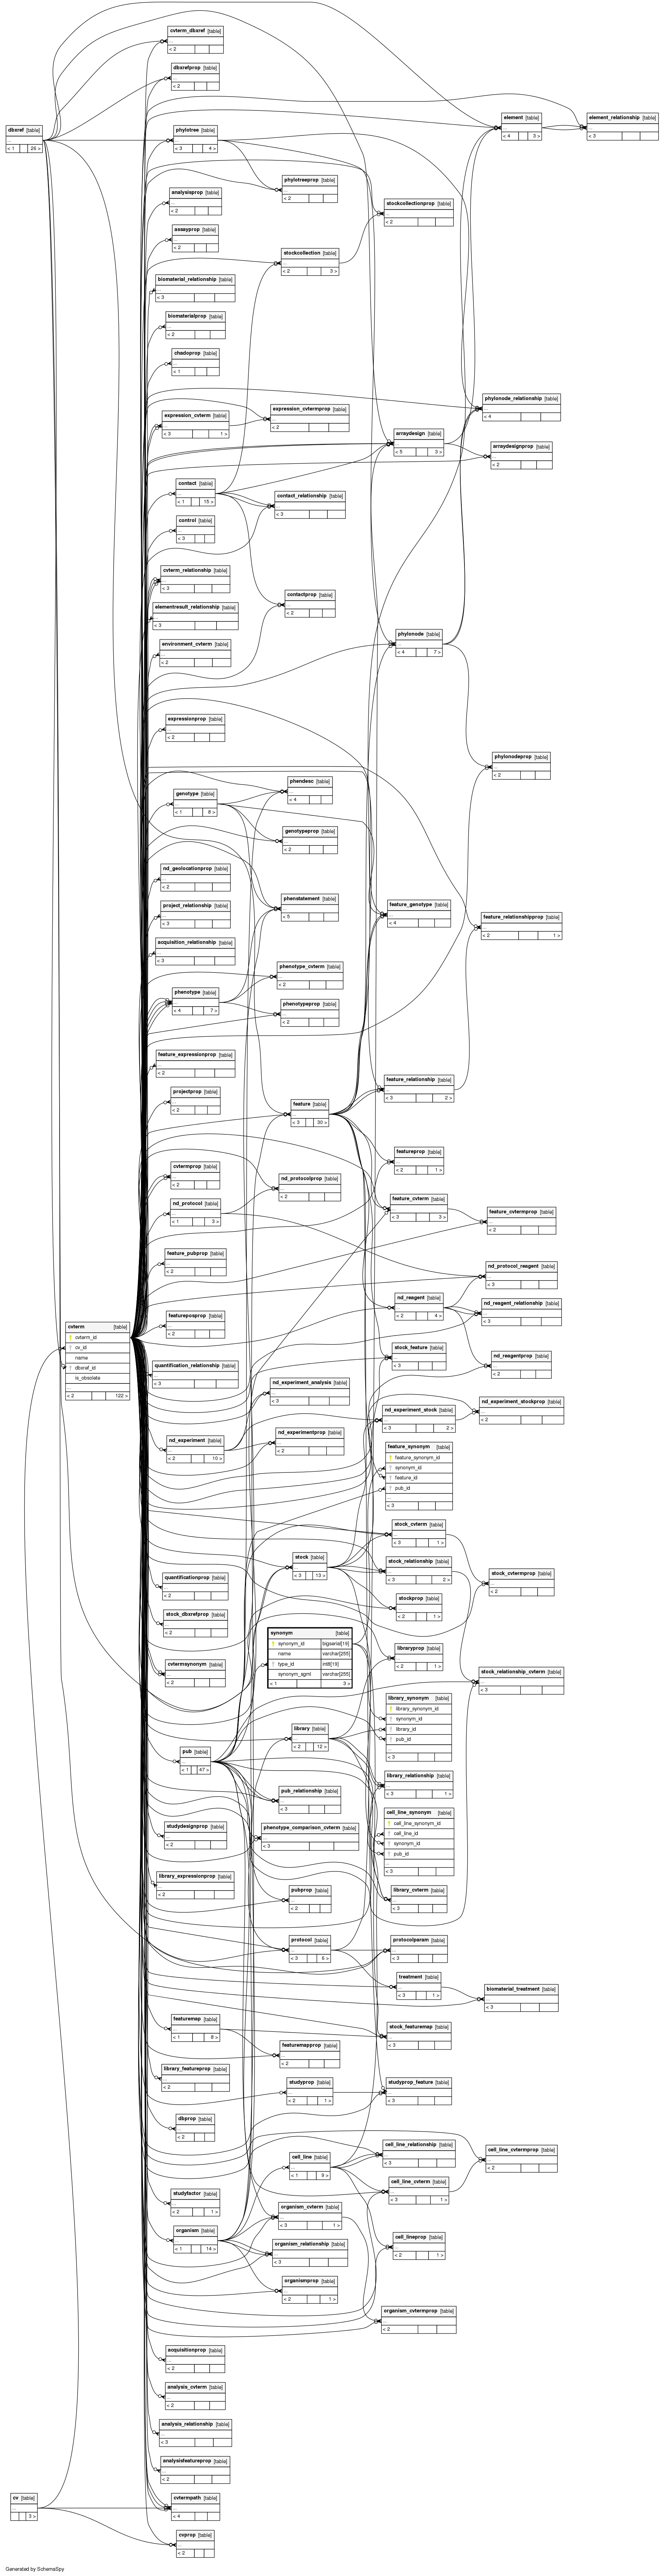 cvterm_dbxref [table]
...
< 2
dbxrefprop [table]
...
< 2
dbxref [table]
...
< 1 26 >
phylotree [table]
...
< 3 4 >
element [table]
...
< 4 3 >
element_relationship [table]
...
< 3
phylotreeprop [table]
...
< 2
analysisprop [table]
...
< 2
stockcollectionprop [table]
...
< 2
assayprop [table]
...
< 2
stockcollection [table]
...
< 2 3 >
biomaterial_relationship [table]
...
< 3
biomaterialprop [table]
...
< 2
chadoprop [table]
...
< 1
phylonode_relationship [table]
...
< 4
expression_cvterm [table]
...
< 3 1 >
expression_cvtermprop [table]
...
< 2
arraydesign [table]
...
< 5 3 >
arraydesignprop [table]
...
< 2
contact [table]
...
< 1 15 >
contact_relationship [table]
...
< 3
control [table]
...
< 3
cvterm_relationship [table]
...
< 3
contactprop [table]
...
< 2
elementresult_relationship [table]
...
< 3
environment_cvterm [table]
...
< 2
phylonode [table]
...
< 4 7 >
expressionprop [table]
...
< 2
phylonodeprop [table]
...
< 2
phendesc [table]
...
< 4
genotype [table]
...
< 1 8 >
genotypeprop [table]
...
< 2
nd_geolocationprop [table]
...
< 2
project_relationship [table]
...
< 3
phenstatement [table]
...
< 5
feature_genotype [table]
...
< 4
feature_relationshipprop [table]
...
< 2 1 >
acquisition_relationship [table]
...
< 3
phenotype_cvterm [table]
...
< 2
phenotype [table]
...
< 4 7 >
phenotypeprop [table]
...
< 2
feature_expressionprop [table]
...
< 2
feature_relationship [table]
...
< 3 2 >
projectprop [table]
...
< 2
feature [table]
...
< 3 30 >
featureprop [table]
...
< 2 1 >
cvtermprop [table]
...
< 2
nd_protocolprop [table]
...
< 2
nd_protocol [table]
...
< 1 3 >
feature_cvterm [table]
...
< 3 3 >
feature_cvtermprop [table]
...
< 2
feature_pubprop [table]
...
< 2
nd_protocol_reagent [table]
...
< 3
nd_reagent [table]
...
< 2 4 >
nd_reagent_relationship [table]
...
< 3
featureposprop [table]
...
< 2
cvterm [table]
cvterm_id
cv_id
name
dbxref_id
is_obsolete
...
< 2 122 >
stock_feature [table]
...
< 3
nd_reagentprop [table]
...
< 2
quantification_relationship [table]
...
< 3
nd_experiment_analysis [table]
...
< 3
nd_experiment_stock [table]
...
< 3 2 >
nd_experiment_stockprop [table]
...
< 2
nd_experiment [table]
...
< 2 10 >
nd_experimentprop [table]
...
< 2
feature_synonym [table]
feature_synonym_id
synonym_id
feature_id
pub_id
...
< 3
stock_cvterm [table]
...
< 3 1 >
stock [table]
...
< 3 13 >
stock_relationship [table]
...
< 3 2 >
stock_cvtermprop [table]
...
< 2
quantificationprop [table]
...
< 2
stockprop [table]
...
< 2 1 >
stock_dbxrefprop [table]
...
< 2
synonym [table]
synonym_id bigserial[19]
name varchar[255]
type_id int8[19]
synonym_sgml varchar[255]
< 1 3 >
libraryprop [table]
...
< 2 1 >
cvtermsynonym [table]
...
< 2
stock_relationship_cvterm [table]
...
< 3
library_synonym [table]
library_synonym_id
synonym_id
library_id
pub_id
...
< 3
library [table]
...
< 2 12 >
pub [table]
...
< 1 47 >
library_relationship [table]
...
< 3 1 >
pub_relationship [table]
...
< 3
cell_line_synonym [table]
cell_line_synonym_id
cell_line_id
synonym_id
pub_id
...
< 3
studydesignprop [table]
...
< 2
phenotype_comparison_cvterm [table]
...
< 3
library_expressionprop [table]
...
< 2
pubprop [table]
...
< 2
library_cvterm [table]
...
< 3
protocol [table]
...
< 3 6 >
protocolparam [table]
...
< 3
treatment [table]
...
< 3 1 >
biomaterial_treatment [table]
...
< 3
featuremap [table]
...
< 1 8 >
stock_featuremap [table]
...
< 3
featuremapprop [table]
...
< 2
library_featureprop [table]
...
< 2
studyprop [table]
...
< 2 1 >
studyprop_feature [table]
...
< 3
dbprop [table]
...
< 2
cell_line_relationship [table]
...
< 3
cell_line_cvtermprop [table]
...
< 2
cell_line [table]
...
< 1 9 >
cell_line_cvterm [table]
...
< 3 1 >
studyfactor [table]
...
< 2 1 >
organism_cvterm [table]
...
< 3 1 >
organism [table]
...
< 1 14 >
cell_lineprop [table]
...
< 2 1 >
organism_relationship [table]
...
< 3
organismprop [table]
...
< 2 1 >
organism_cvtermprop [table]
...
< 2
acquisitionprop [table]
...
< 2
analysis_cvterm [table]
...
< 2
analysis_relationship [table]
...
< 3
analysisfeatureprop [table]
...
< 2
cv [table]
...
3 >
cvtermpath [table]
...
< 4
cvprop [table]
...
< 2
Generated by SchemaSpy